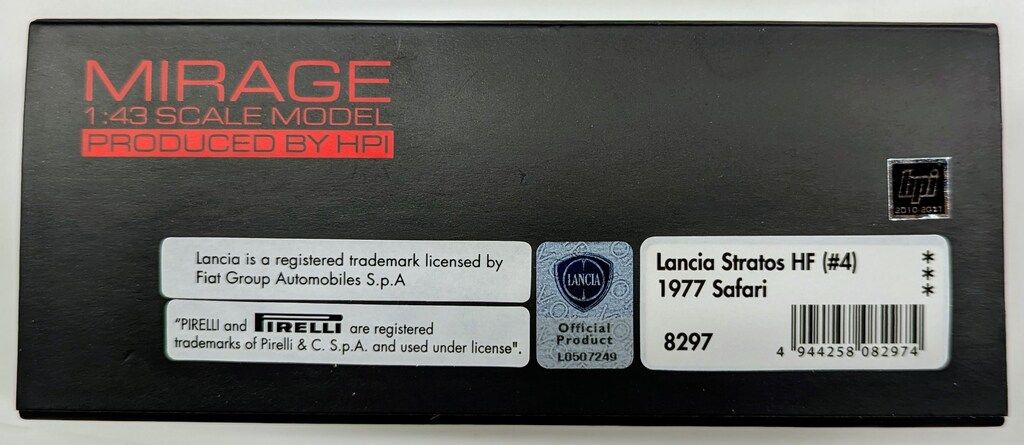 MIRAGE
1:43 SCALE MODEL
PRODUCED BY HPI
hpi
2010-2011
Lancia is a registered trademark licensed by
Fiat Group Automobiles S.p.A
"PIRELLI and PIRELLI are registered
trademarks of Pirelli & C. S.p.A. and used under license".
LANCIA
Official
Product
L0507249
Lancia Stratos HF (#4) *
1977 Safari *
*
8297
4 944258 082974